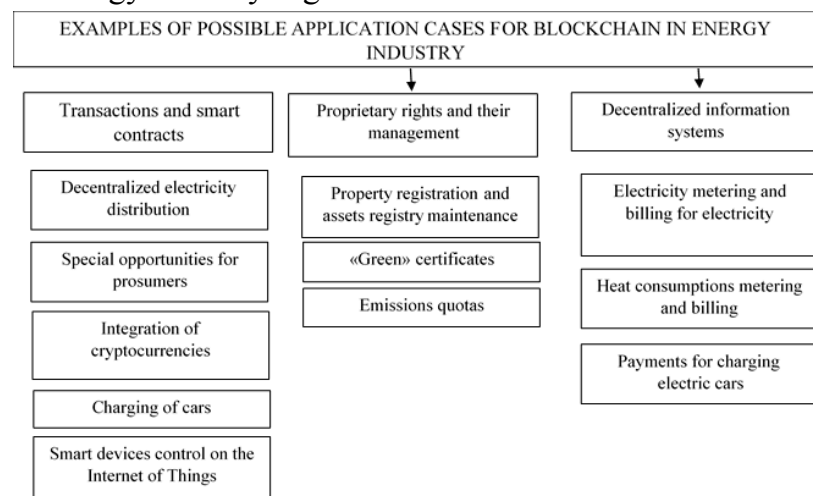 EXAMPLES OF POSSIBLE APPLICATION CASES FOR BLOCKCHAIN IN ENERGY
INDUSTRY
Transactions and smart
contracts
Decentralized electricity
distribution
Special opportunities for
prosumers
Integration of
cryptocurrencies
Charging of cars
Smart devices control on the
Internet of Things
Proprietary rights and their
management
Property registration and
assets registry maintenance
«Green» certificates
Emissions quotas
Decentralized information
systems
Electricity metering and
billing for electricity
Heat consumptions metering
and billing
Payments for charging
electric cars